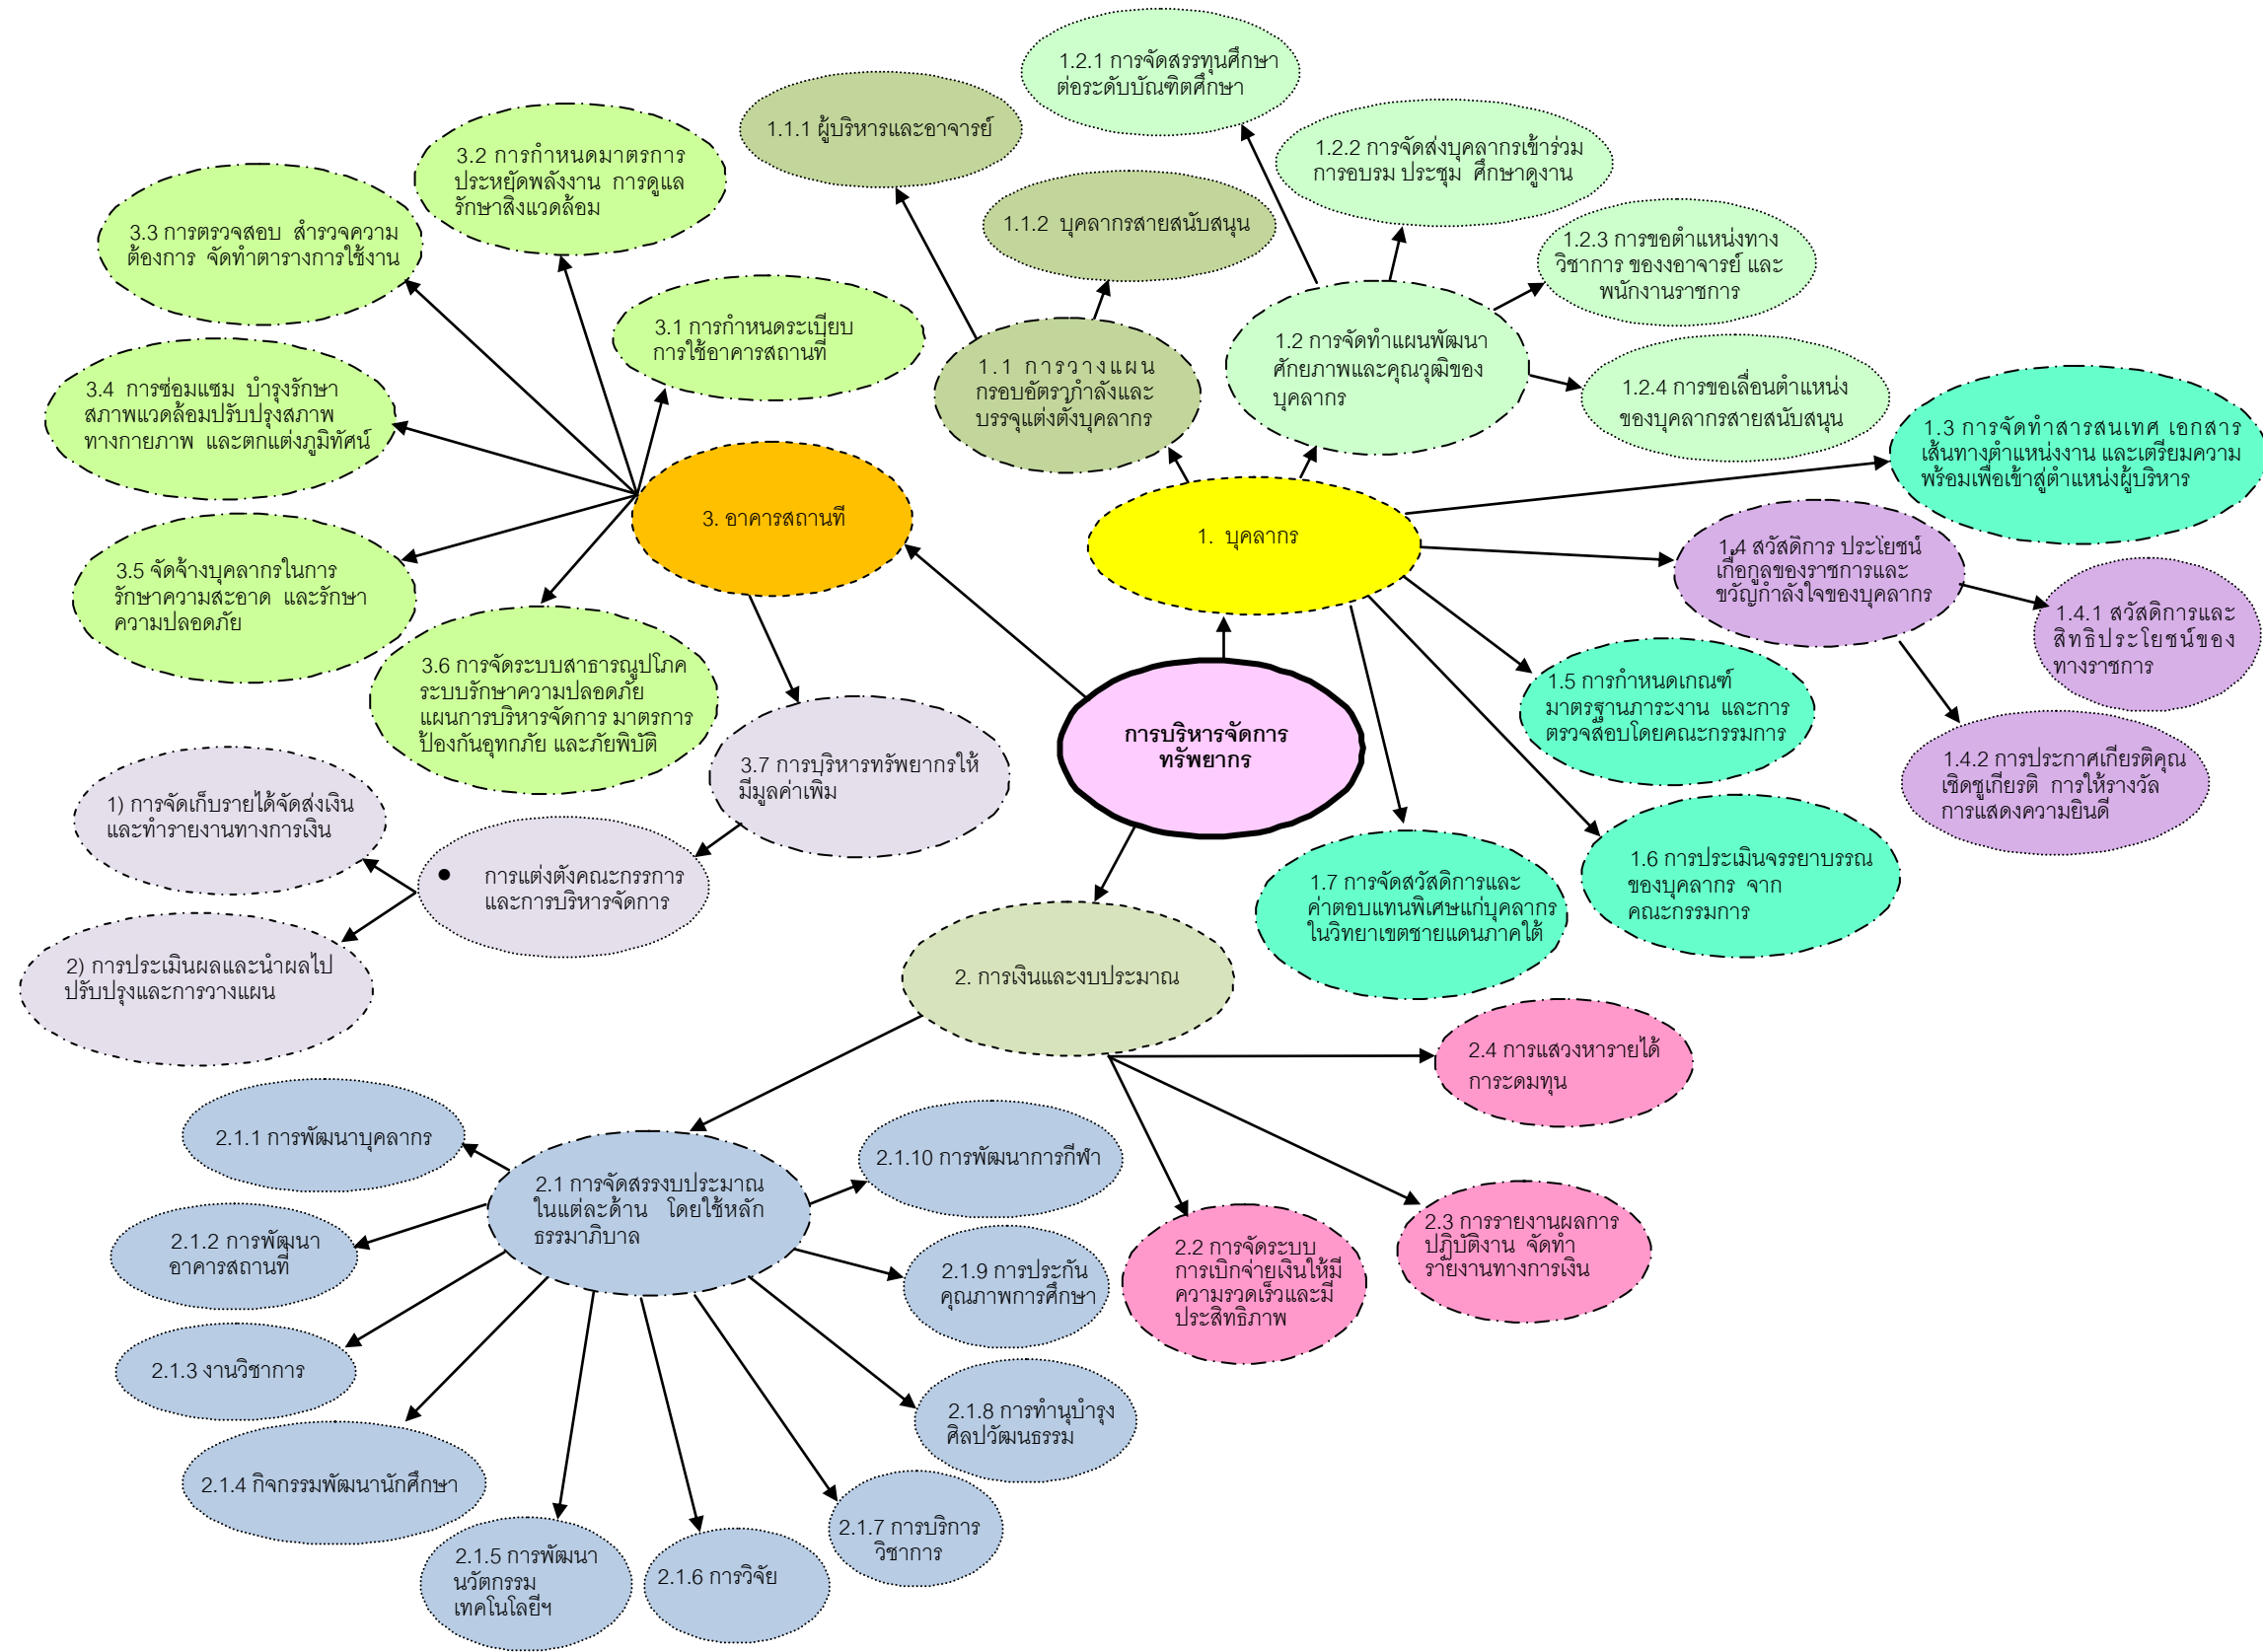 1.2.1 การจัดสรรทุนศึกษา
ต่อระดับบัณฑิตศึกษา
1.1.1 ผู้บริหารและอาจารย์
1.2.2 การจัดส่งบุคลากรเข้าร่วม
การอบรม ประชุม ศึกษาดูงาน
3.2 การกำหนดมาตรการ
ประหยัดพลังงาน การดูแล
รักษาสิ่งแวดล้อม
3.3 การตรวจสอบ สำรวจความ
ต้องการ จัดทำตารางการใช้งาน
1.1.2 บุคลากรสายสนับสนุน
1.2.3 การขอตำแหน่งทาง
วิชาการ ของงอาจารย์ และ
พนักงานราชการ
3.1 การกำหนดระเบียบ
การใช้อาคารสถานที่
1.1 การวางแผน
กรอบอัตรากำลังและ
บรรจุแต่งตั้งบุคลากร
1.2 การจัดทำแผนพัฒนา
ศักยภาพและคุณวุฒิของ
บุคลากร
1.2.4 การขอเลื่อนตำแหน่ง
ของบุคลากรสายสนับสนุน
3.4 การซ่อมแซม บำรุงรักษา
สภาพแวดล้อมปรับปรุงสภาพ
ทางกายภาพ และตกแต่งภูมิทัศน์
1.3 การจัดทำสารสนเทศ เอกสาร
เส้นทางตำแหน่งงาน และเตรียมความ
พร้อมเพื่อเข้าสู่ตำแหน่งผู้บริหาร
3. อาคารสถานที่
1. บุคลากร
1.4 สวัสดิการ ประโยชน์
เกื้อกูลของราชการและ
ขวัญกำลังใจของบุคลากร
3.5 จัดจ้างบุคลากรในการ
รักษาความสะอาด และรักษา
ความปลอดภัย
1.4.1 สวัสดิการและ
สิทธิประโยชน์ของ
ทางราชการ
3.6 การจัดระบบสาธารณูปโภค
ระบบรักษาความปลอดภัย
แผนการบริหารจัดการ มาตรการ
ป้องกันอุทกภัย และภัยพิบัติ
1.5 การกำหนดเกณฑ์
มาตรฐานภาระงาน และการ
ตรวจสอบโดยคณะกรรมการ
การบริหารจัดการ
ทรัพยากร
1.4.2 การประกาศเกียรติคุณ
เชิดชูเกียรติ การให้รางวัล
การแสดงความยินดี
3.7 การบริหารทรัพยากรให้
มีมูลค่าเพิ่ม
1) การจัดเก็บรายได้จัดส่งเงิน
และทำรายงานทางการเงิน
● การแต่งตั้งคณะกรรการ
และการบริหารจัดการ
1.7 การจัดสวัสดิการและ
ค่าตอบแทนพิเศษแก่บุคลากร
ในวิทยาเขตชายแดนภาคใต้
1.6 การประเมินจรรยาบรรณ
ของบุคลากร จาก
คณะกรรมการ
2) การประเมินผลและนำผลไป
ปรับปรุงและการวางแผน
2. การเงินและงบประมาณ
2.4 การแสวงหารายได้
การะดมทุน
2.1.1 การพัฒนาบุคลากร
2.1.10 การพัฒนาการกีฬา
2.1 การจัดสรรงบประมาณ
ในแต่ละด้าน โดยใช้หลัก
ธรรมาภิบาล
2.1.2 การพัฒนา
อาคารสถานที่
2.3 การรายงานผลการ
ปฏิบัติงาน จัดทำ
รายงานทางการเงิน
2.2 การจัดระบบ
การเบิกจ่ายเงินให้มี
ความรวดเร็วและมี
ประสิทธิภาพ
2.1.9 การประกัน
คุณภาพการศึกษา
2.1.3 งานวิชาการ
2.1.8 การทำนุบำรุง
ศิลปวัฒนธรรม
2.1.4 กิจกรรมพัฒนานักศึกษา
2.1.7 การบริการ
วิชาการ
2.1.5 การพัฒนา
นวัตกรรม
เทคโนโลยีฯ
2.1.6 การวิจัย